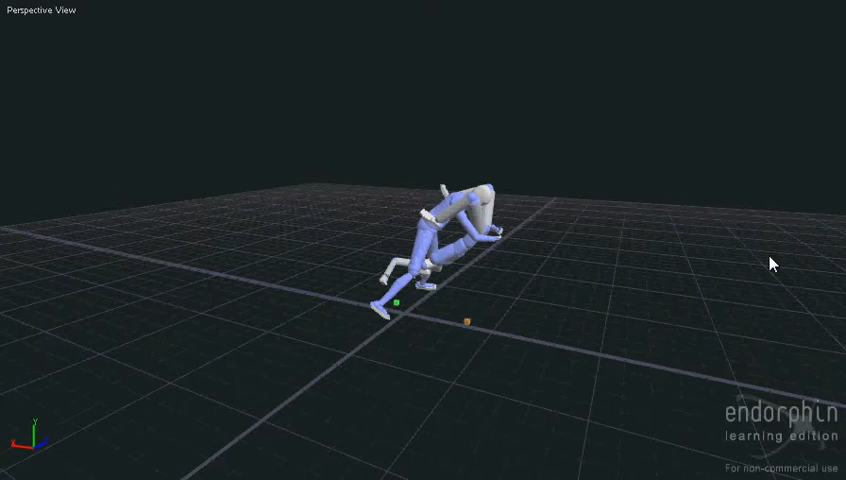 Perspective View
Y
X
endorphin
learning edition
For non-commercial use